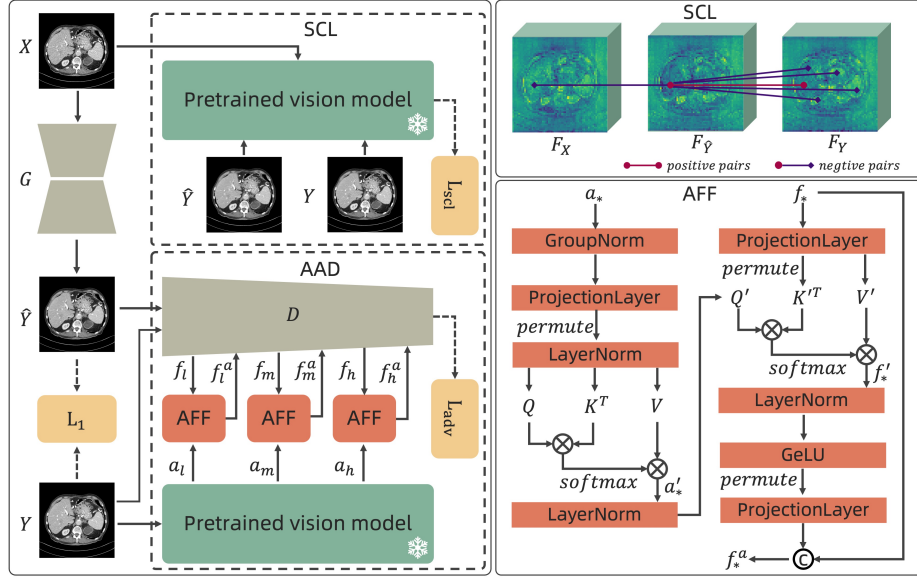 X
G
Ŷ
L₁
Y
SCL
Pretrained vision model
Ŷ
Y
L_scl
AAD
D
f_l
f_l^a
f_m
f_m^a
f_h
f_h^a
AFF
AFF
AFF
L_adv
a_l
a_m
a_h
Pretrained vision model
SCL
F_X
F_Ŷ
F_Y
positive pairs
negtive pairs
AFF
a_*
GroupNorm
ProjectionLayer
permute
LayerNorm
Q
K^T
V
softmax
a'_*
LayerNorm
f_*
ProjectionLayer
permute
Q′
K′^T
V′
softmax
f_*′
LayerNorm
GeLU
permute
ProjectionLayer
f_*^a
C